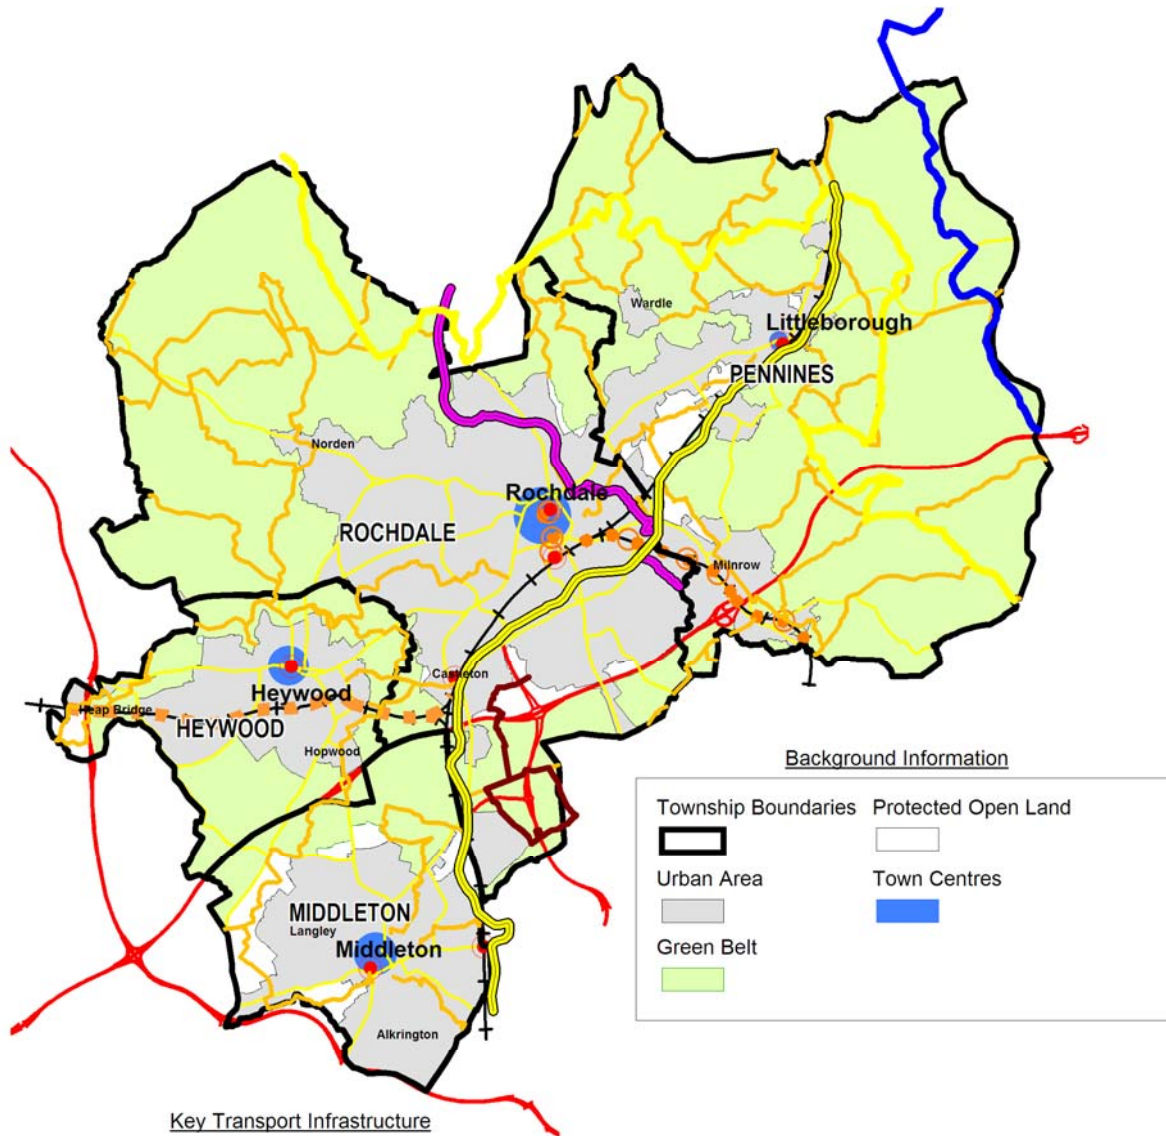 Wardle
Littleborough
PENNINES
Norden
Rochdale
ROCHDALE
Milnrow
Castleton
Heywood
Heap Bridge
HEYWOOD
Hopwood
MIDDLETON
Langley
Middleton
Alkrington
Background Information
Township Boundaries Protected Open Land
Urban Area Town Centres
Green Belt
Key Transport Infrastructure